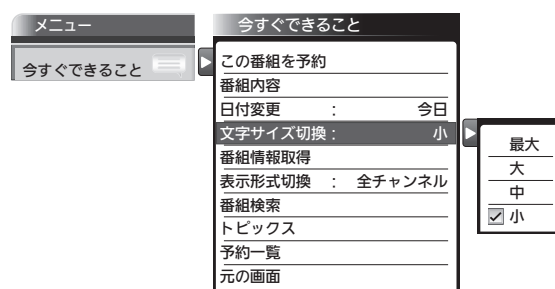 メニュー
今すぐできること
今すぐできること
この番組を予約
番組内容
日付変更 : 今日
文字サイズ切換 : 小
番組情報取得
表示形式切換 : 全チャンネル
番組検索
トピックス
予約一覧
元の画面
最大
大
中
小